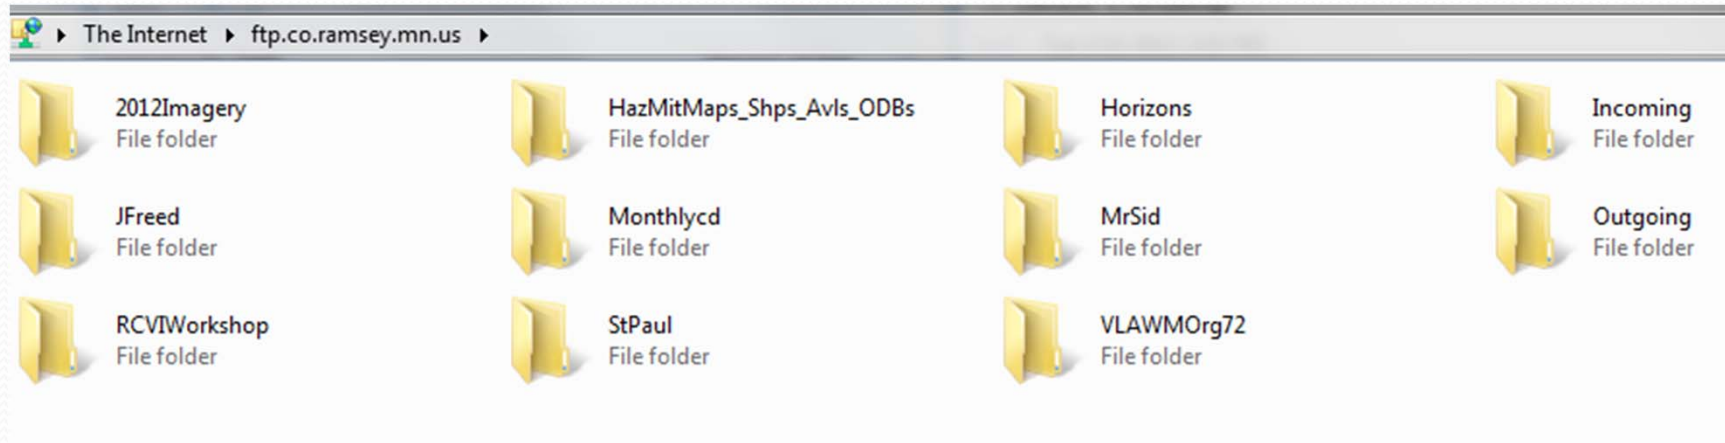 The Internet ftp.co.ramsey.mn.us
2012Imagery
File folder
HazMitMaps_Shps_Avls_ODBs
File folder
Horizons
File folder
Incoming
File folder
JFreed
File folder
Monthlycd
File folder
MrSid
File folder
Outgoing
File folder
RCVIWorkshop
File folder
StPaul
File folder
VLAWMOrg72
File folder